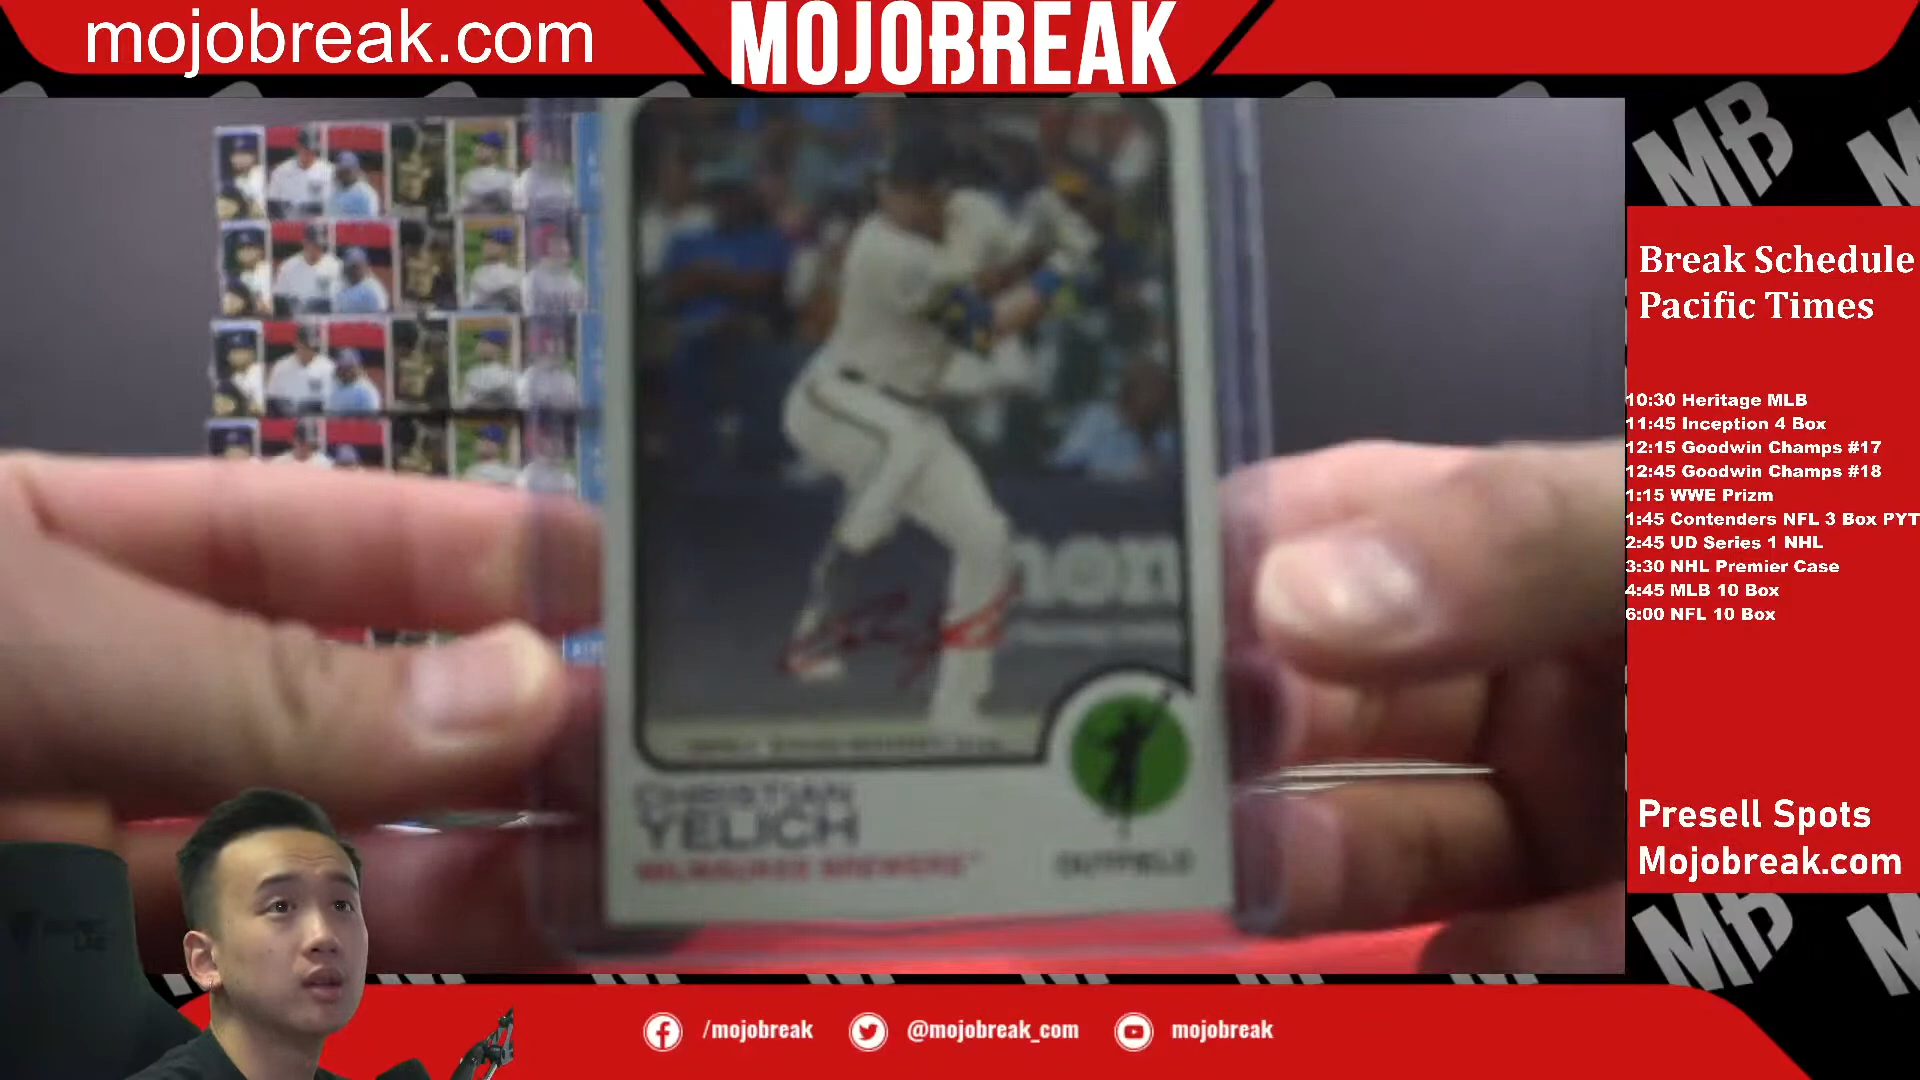 mojobreak.com
MOJOBREAK
MB
Break Schedule
Pacific Times
10:30 Heritage MLB
11:45 Inception 4 Box
12:15 Goodwin Champs #17
12:45 Goodwin Champs #18
1:15 WWE Prizm
1:45 Contenders NFL 3 Box PYT
2:45 UD Series 1 NHL
3:30 NHL Premier Case
4:45 MLB 10 Box
6:00 NFL 10 Box
CHRISTIAN
YELICH
MILWAUKEE BREWERS™
OUTFIELD
Presell Spots
Mojobreak.com
MB
/mojobreak
@mojobreak_com
mojobreak